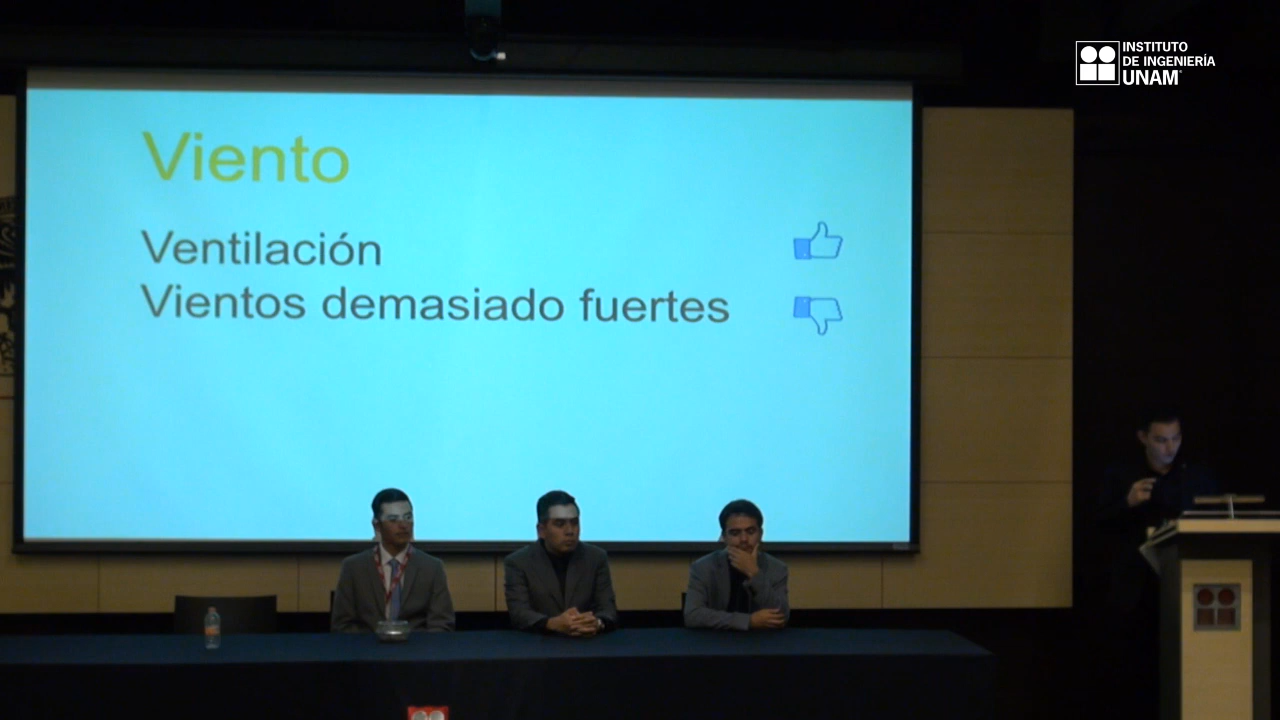 INSTITUTO
DE INGENIERÍA
UNAM
Viento
Ventilación
Vientos demasiado fuertes